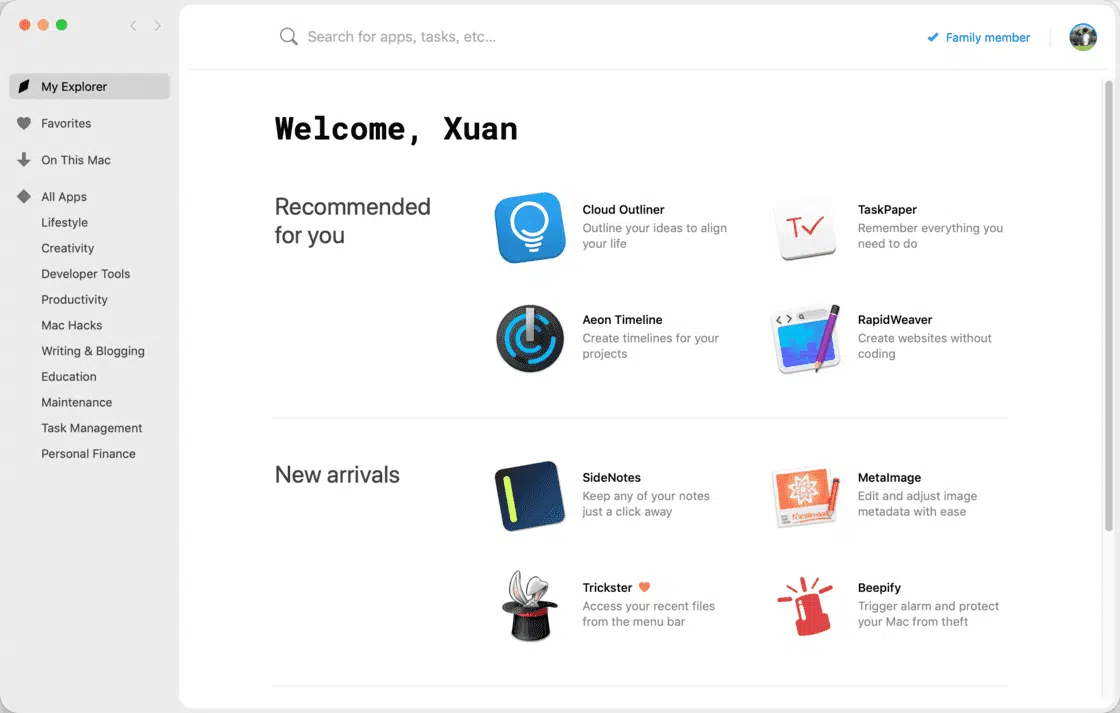 Search for apps, tasks, etc...
Family member
My Explorer
Favorites
On This Mac
All Apps
Lifestyle
Creativity
Developer Tools
Productivity
Mac Hacks
Writing & Blogging
Education
Maintenance
Task Management
Personal Finance
Welcome, Xuan
Recommended
for you
Cloud Outliner
Outline your ideas to align
your life
TaskPaper
Remember everything you
need to do
Aeon Timeline
Create timelines for your
projects
RapidWeaver
Create websites without
coding
New arrivals
SideNotes
Keep any of your notes
just a click away
MetaImage
Edit and adjust image
metadata with ease
Trickster
Access your recent files
from the menu bar
Beepify
Trigger alarm and protect
your Mac from theft